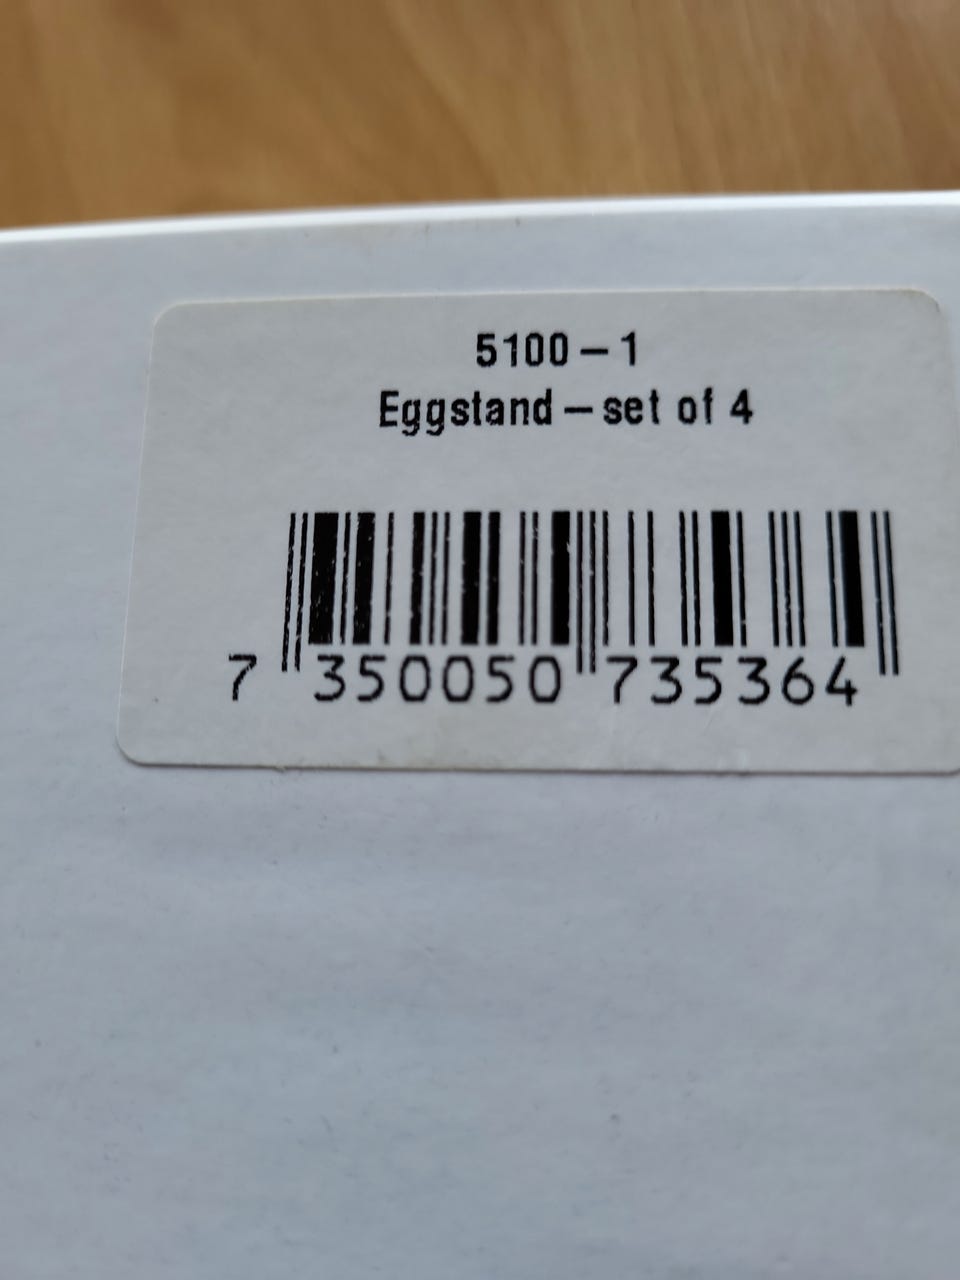 5100 – 1
Eggstand – set of 4
7 350050 735364